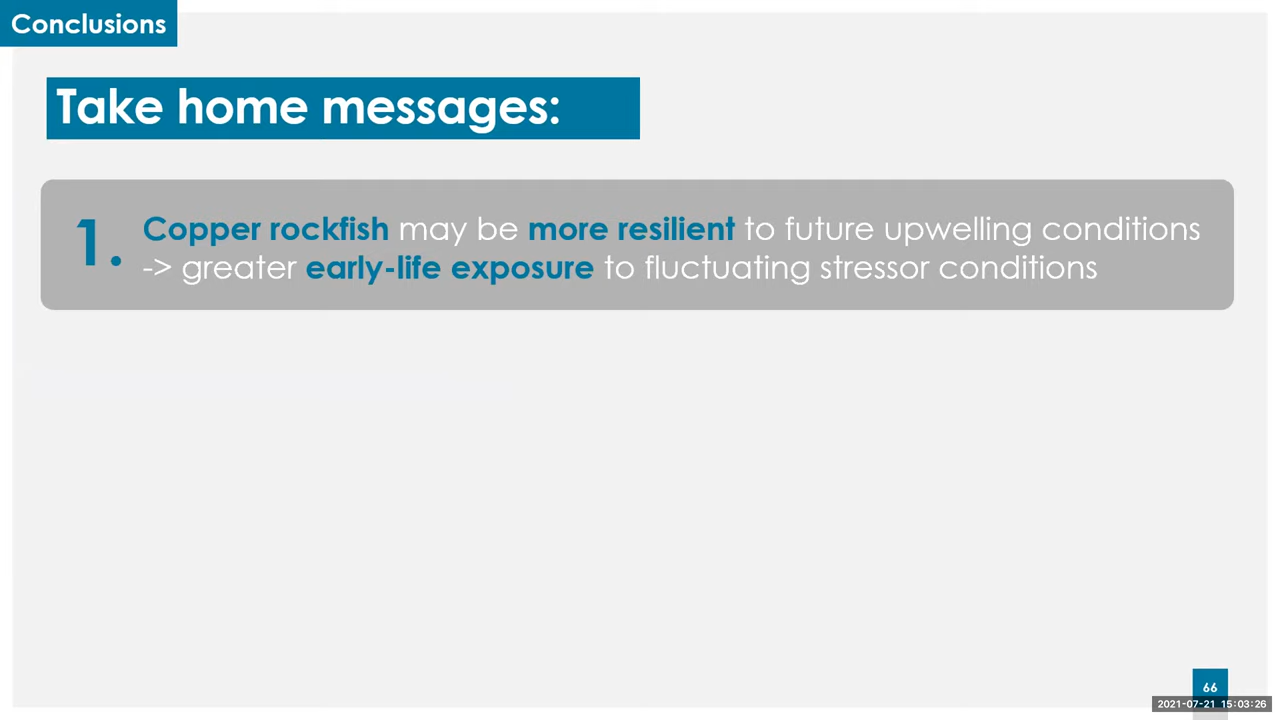 Conclusions
Take home messages:
1.
Copper rockfish may be more resilient to future upwelling conditions
-> greater early-life exposure to fluctuating stressor conditions
66
2021-07-21 15:03:26